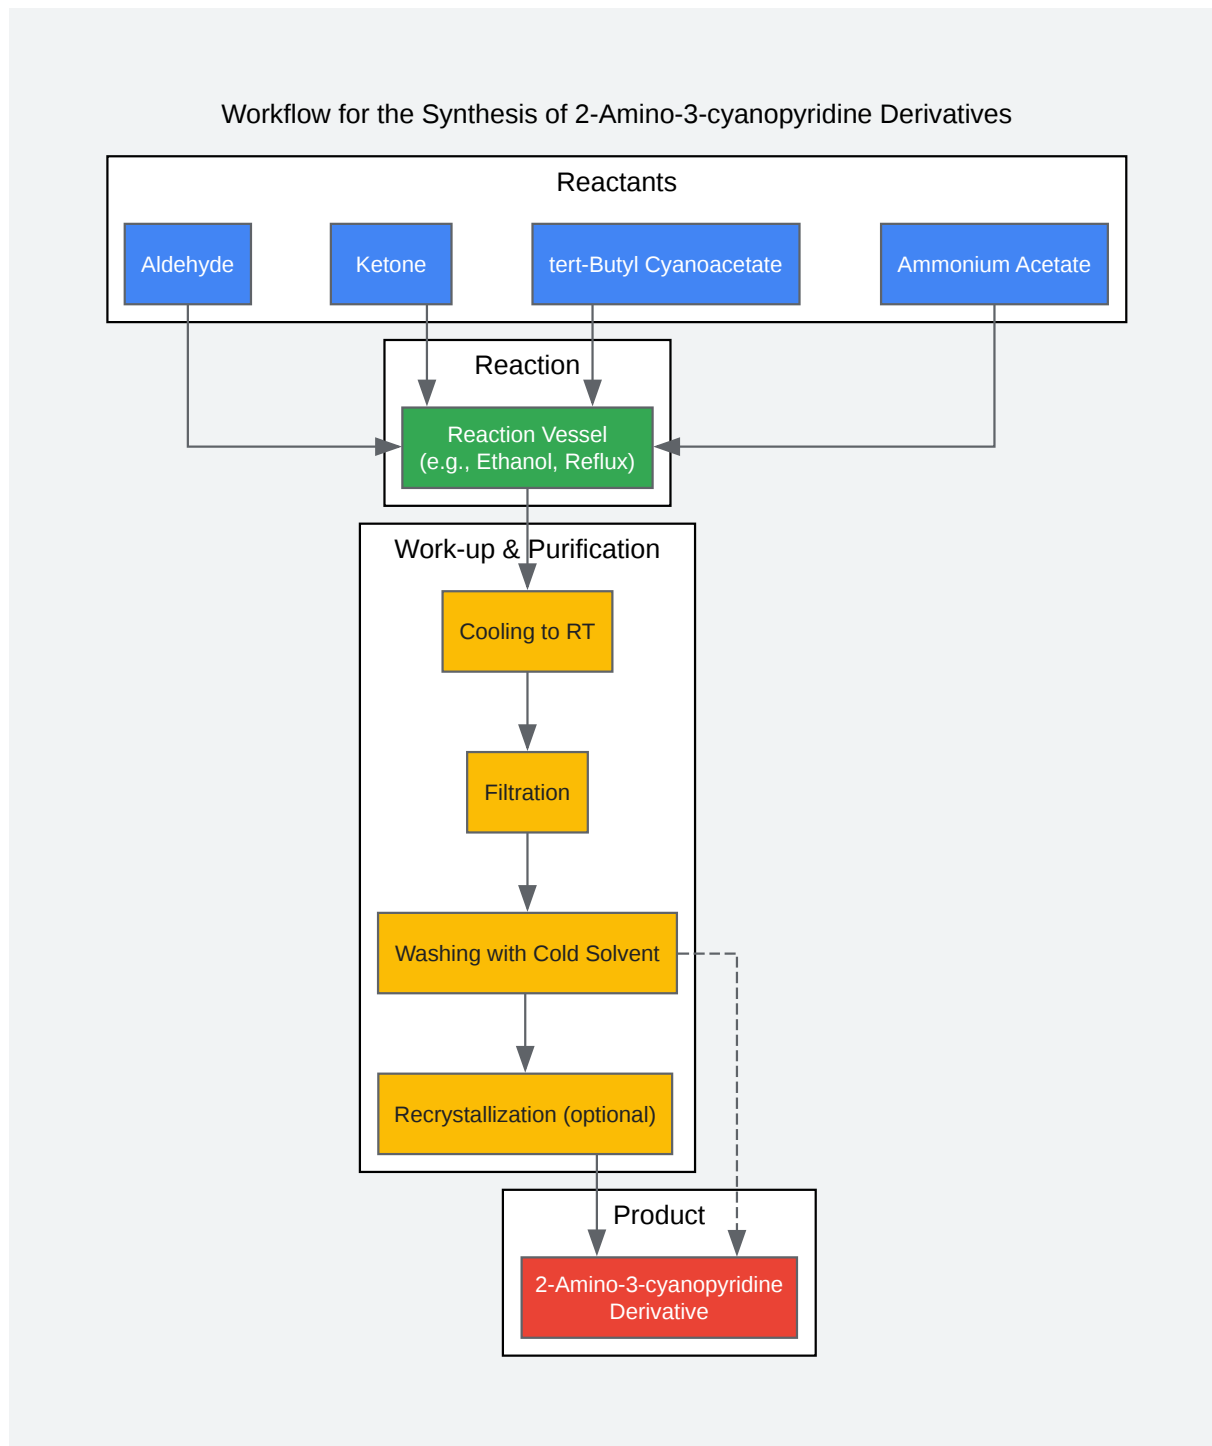 Workflow for the Synthesis of 2-Amino-3-cyanopyridine Derivatives
Reactants
Aldehyde
Ketone
tert-Butyl Cyanoacetate
Ammonium Acetate
Reaction
Reaction Vessel
(e.g., Ethanol, Reflux)
Work-up & Purification
Cooling to RT
Filtration
Washing with Cold Solvent
Recrystallization (optional)
Product
2-Amino-3-cyanopyridine
Derivative